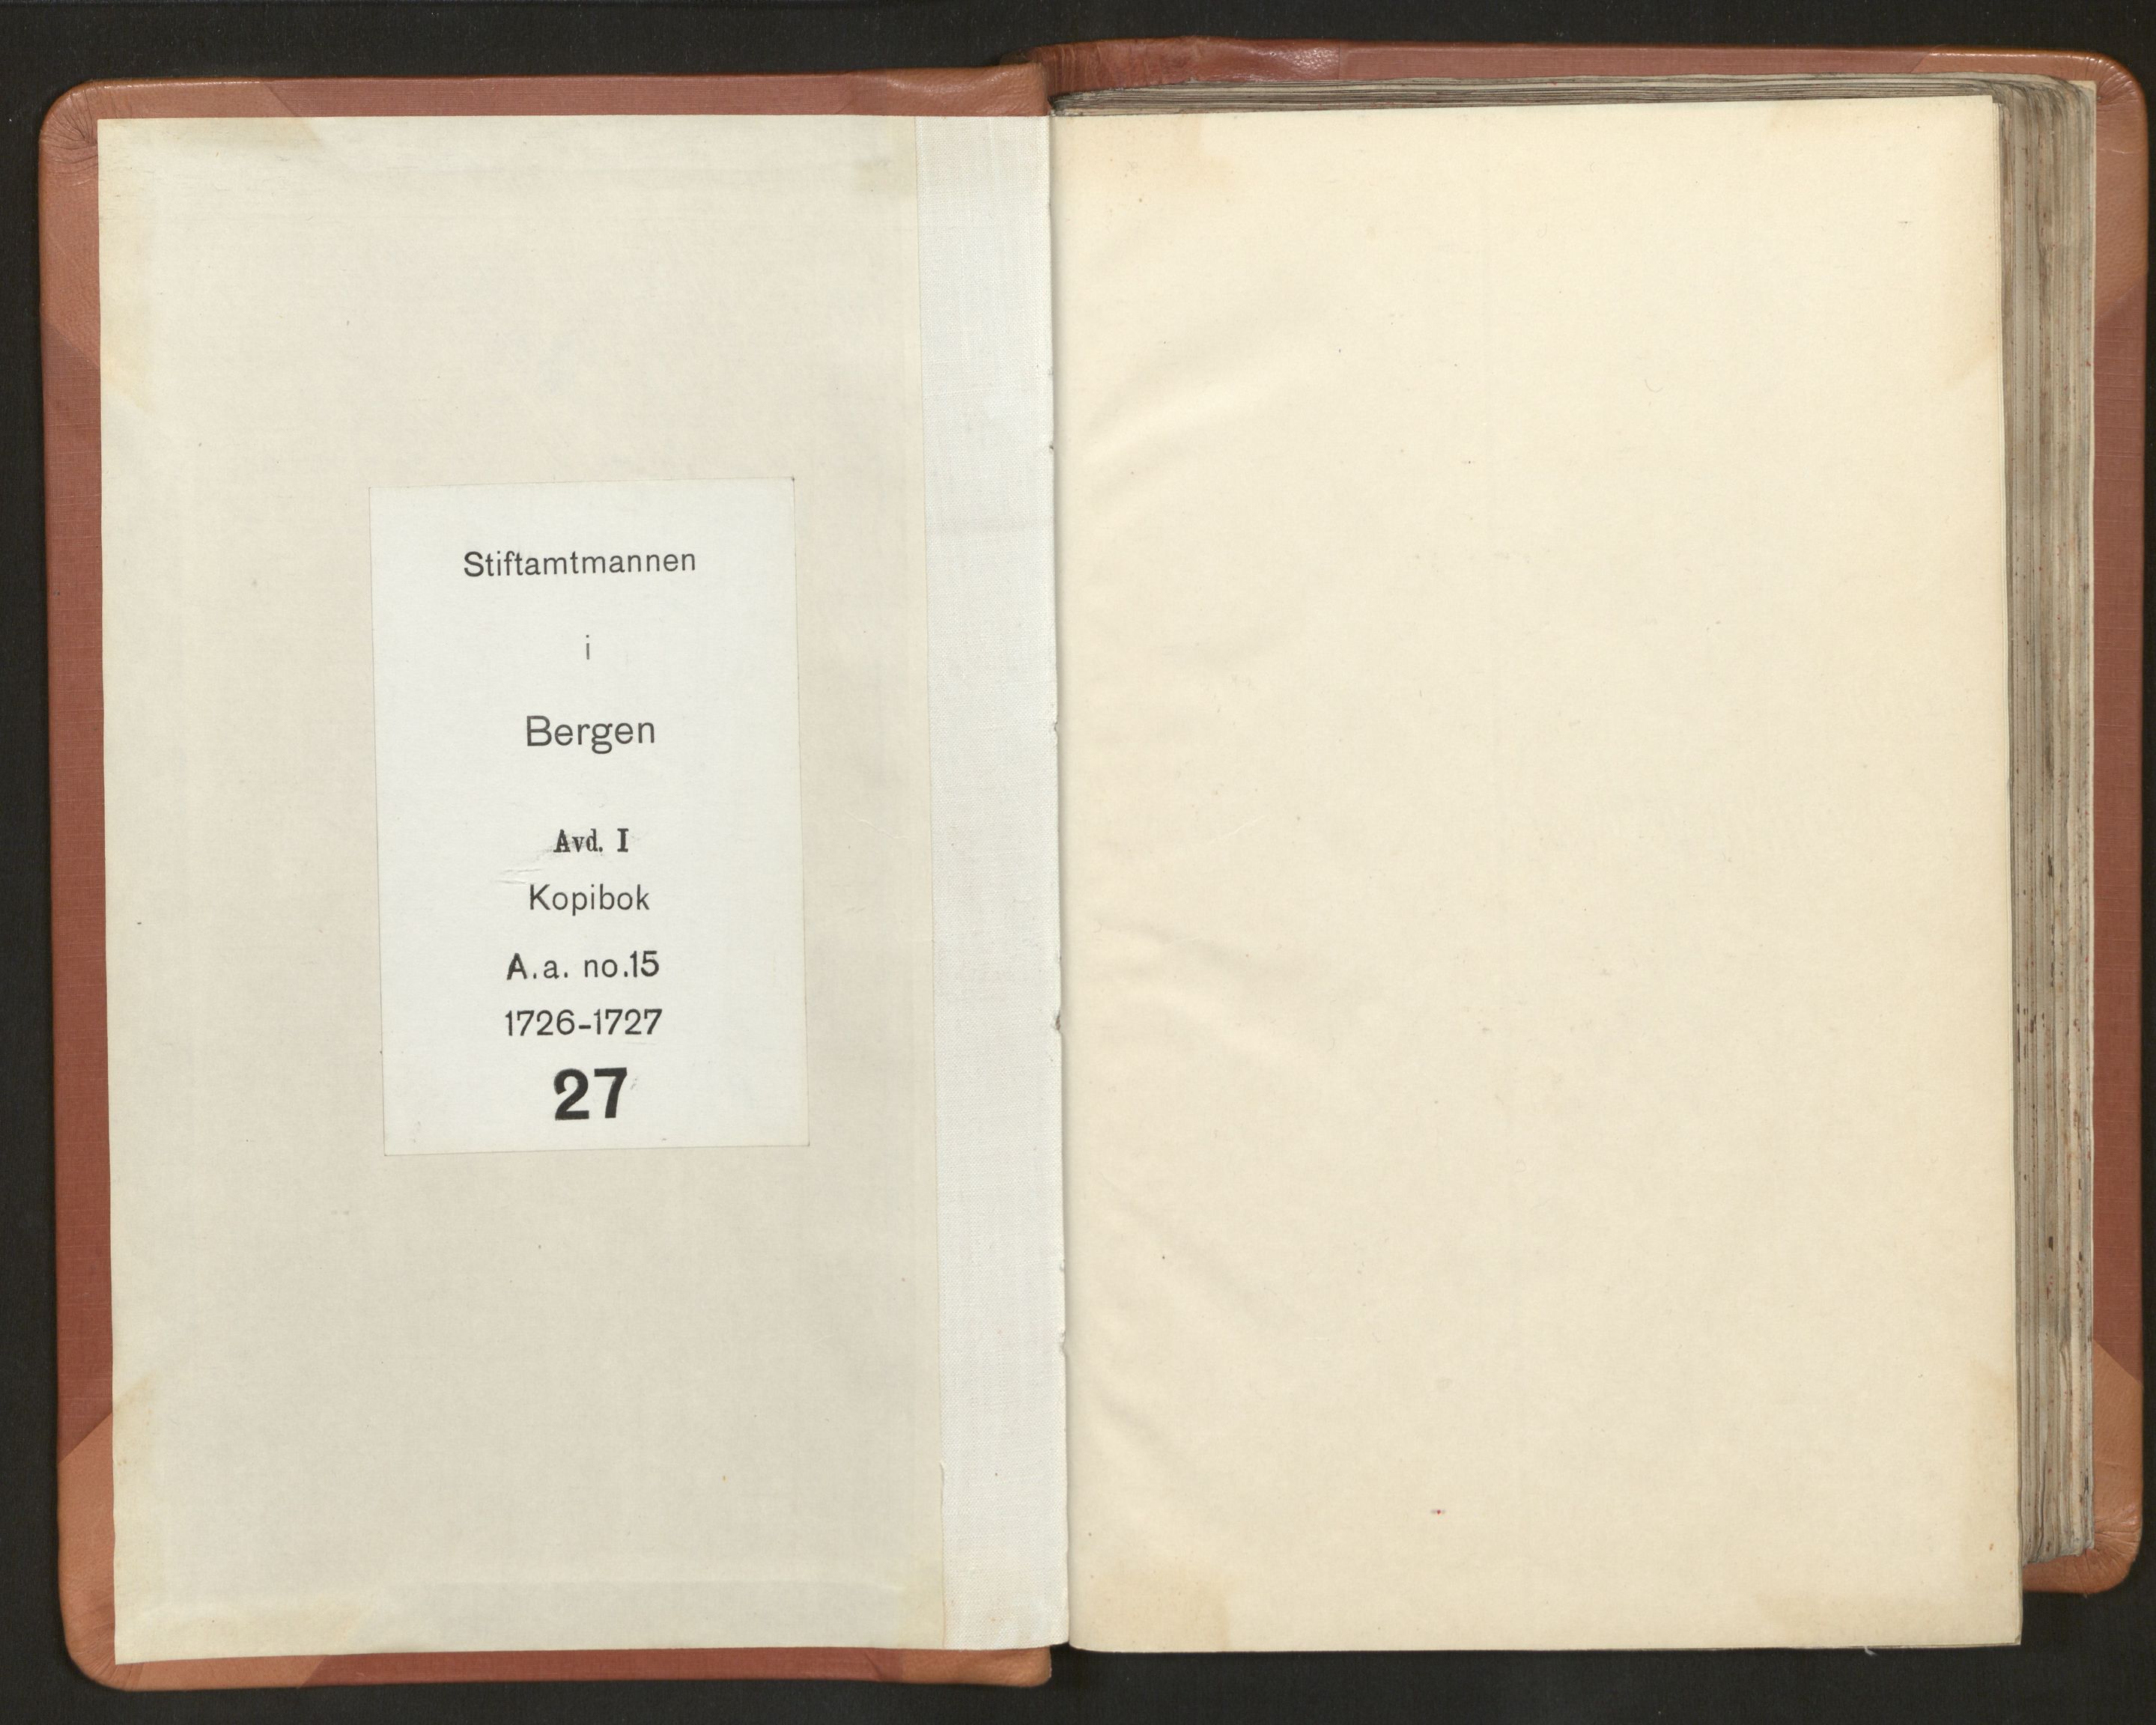 Stiftamtmannen
i
Bergen
Avd. I
Kopibok
A.a. no.15
1726-1727
27